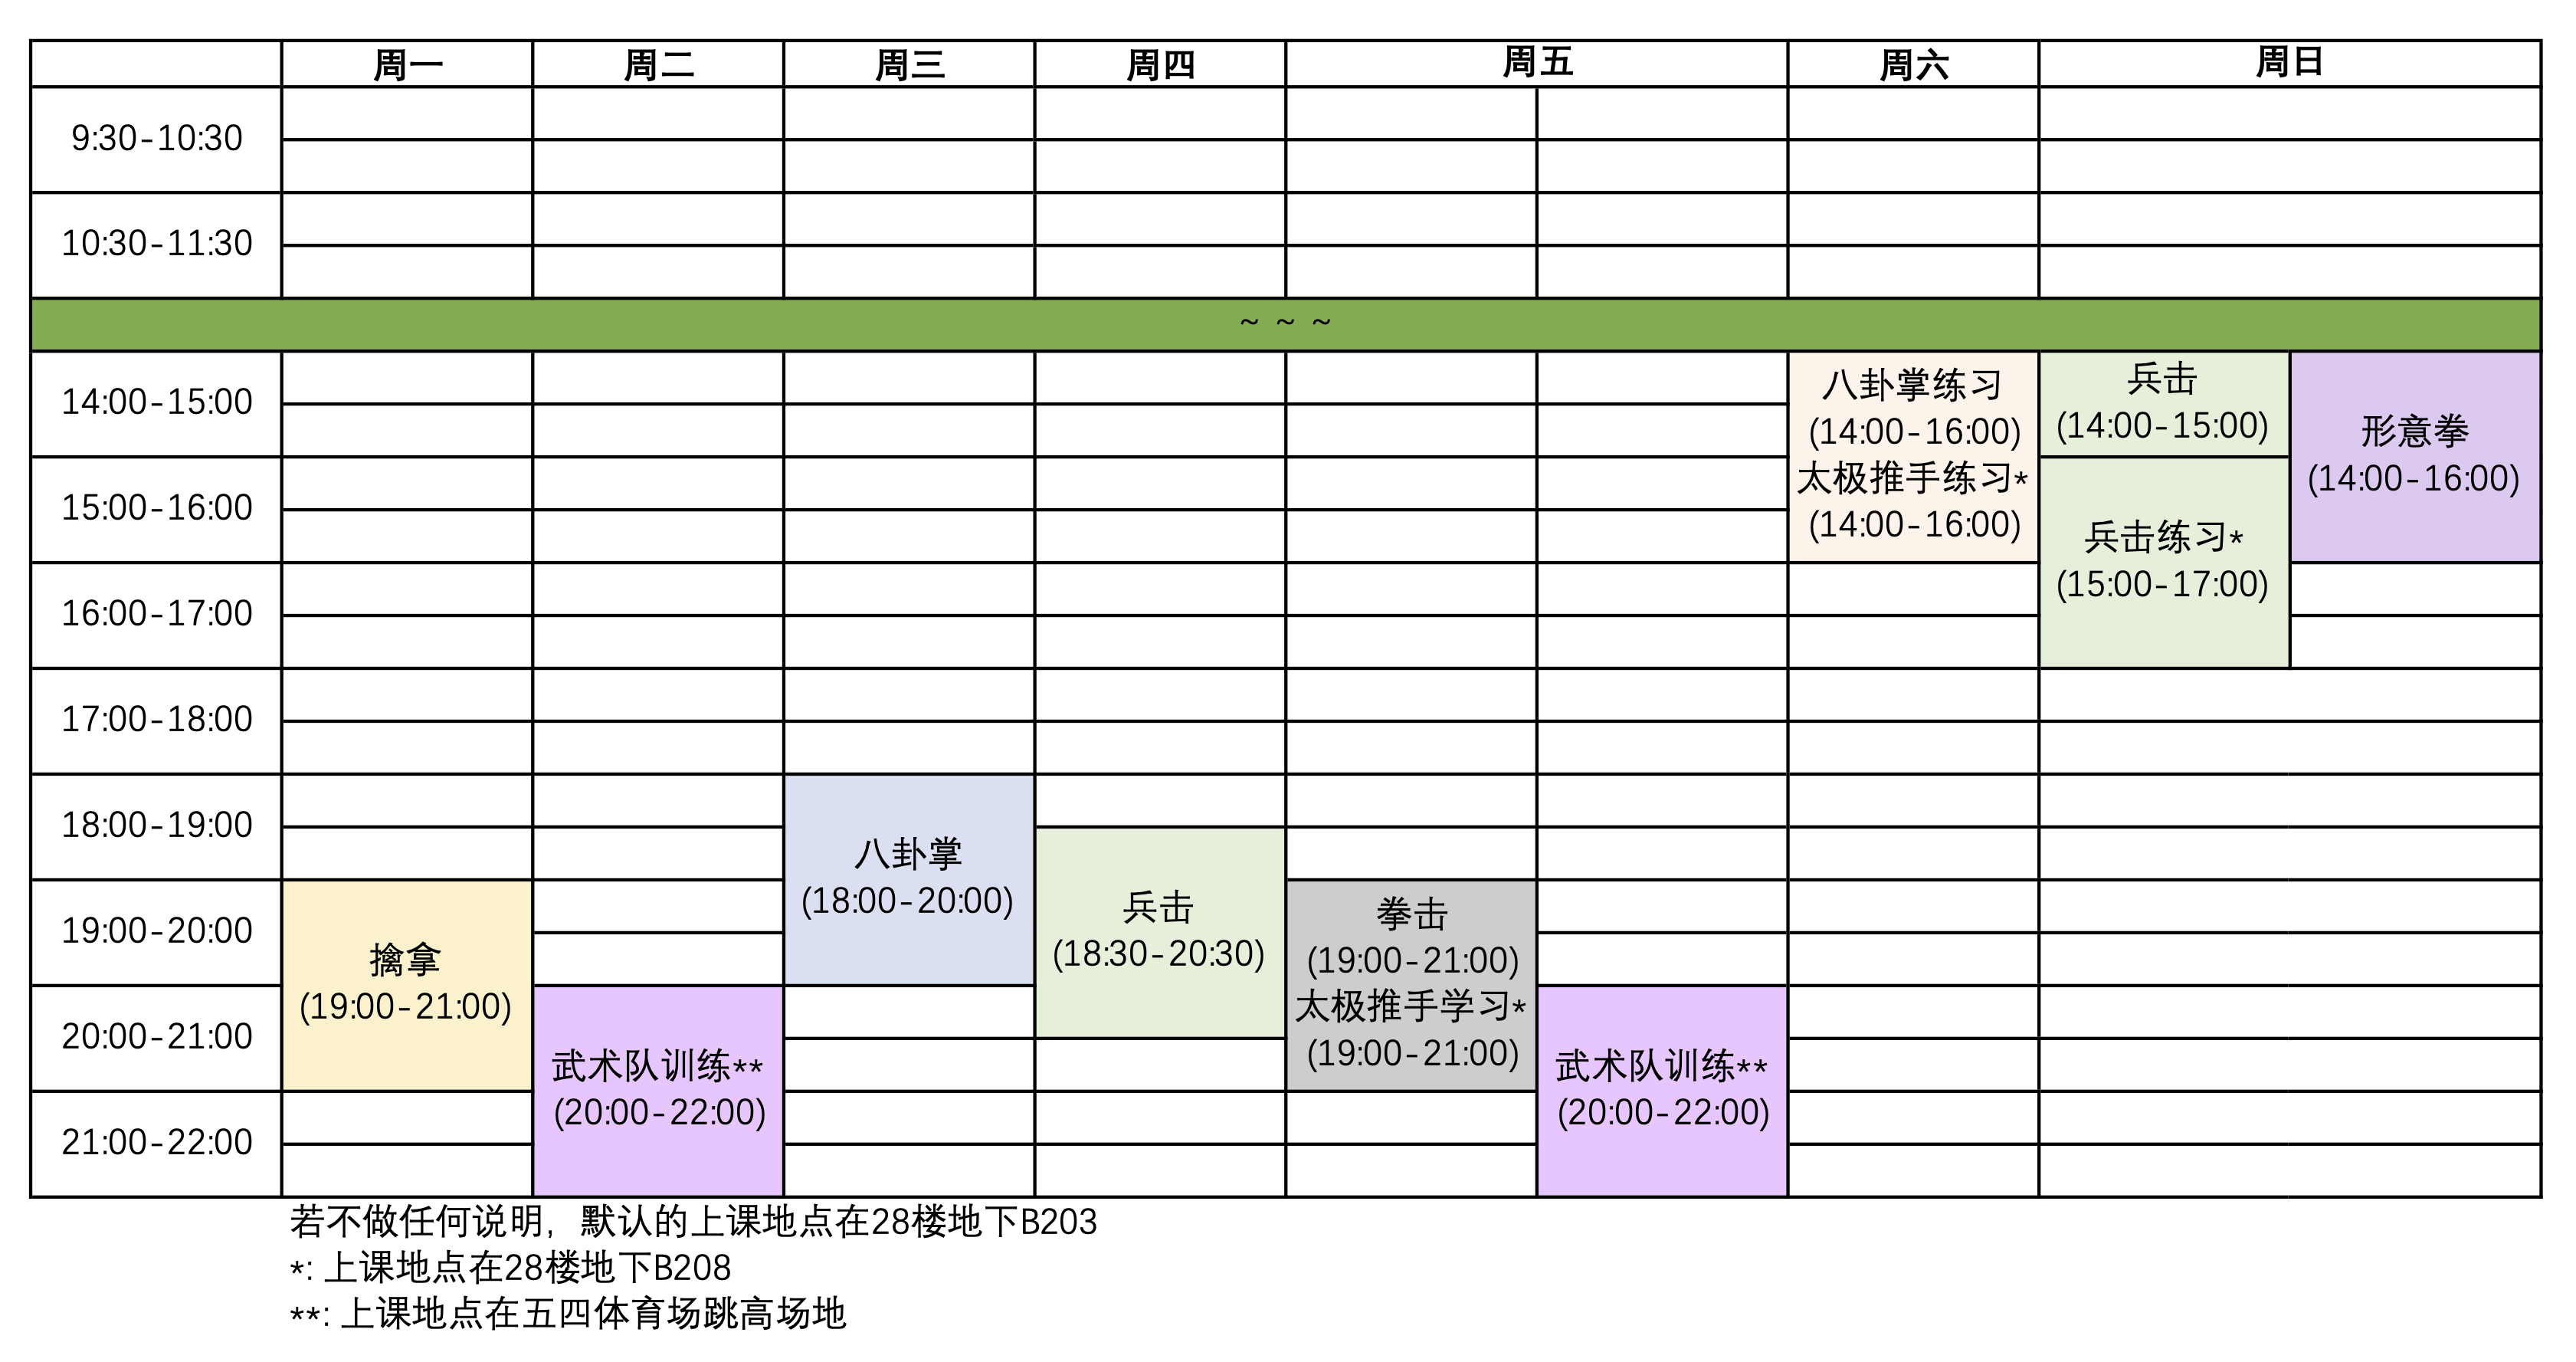 周一 周二 周三 周四 周五 周六 周日
9:30-10:30
10:30-11:30
~ ~ ~
14:00-15:00
八卦掌练习
(14:00-16:00)
太极推手练习*
(14:00-16:00)
兵击
(14:00-15:00)
形意拳
(14:00-16:00)
15:00-16:00
兵击练习*
(15:00-17:00)
16:00-17:00
17:00-18:00
18:00-19:00
八卦掌
(18:00-20:00)
兵击
(18:30-20:30)
19:00-20:00
擒拿
(19:00-21:00)
拳击
(19:00-21:00)
太极推手学习*
(19:00-21:00)
20:00-21:00
武术队训练**
(20:00-22:00)
武术队训练**
(20:00-22:00)
21:00-22:00
若不做任何说明，默认的上课地点在28楼地下B203
*: 上课地点在28楼地下B208
**: 上课地点在五四体育场跳高场地